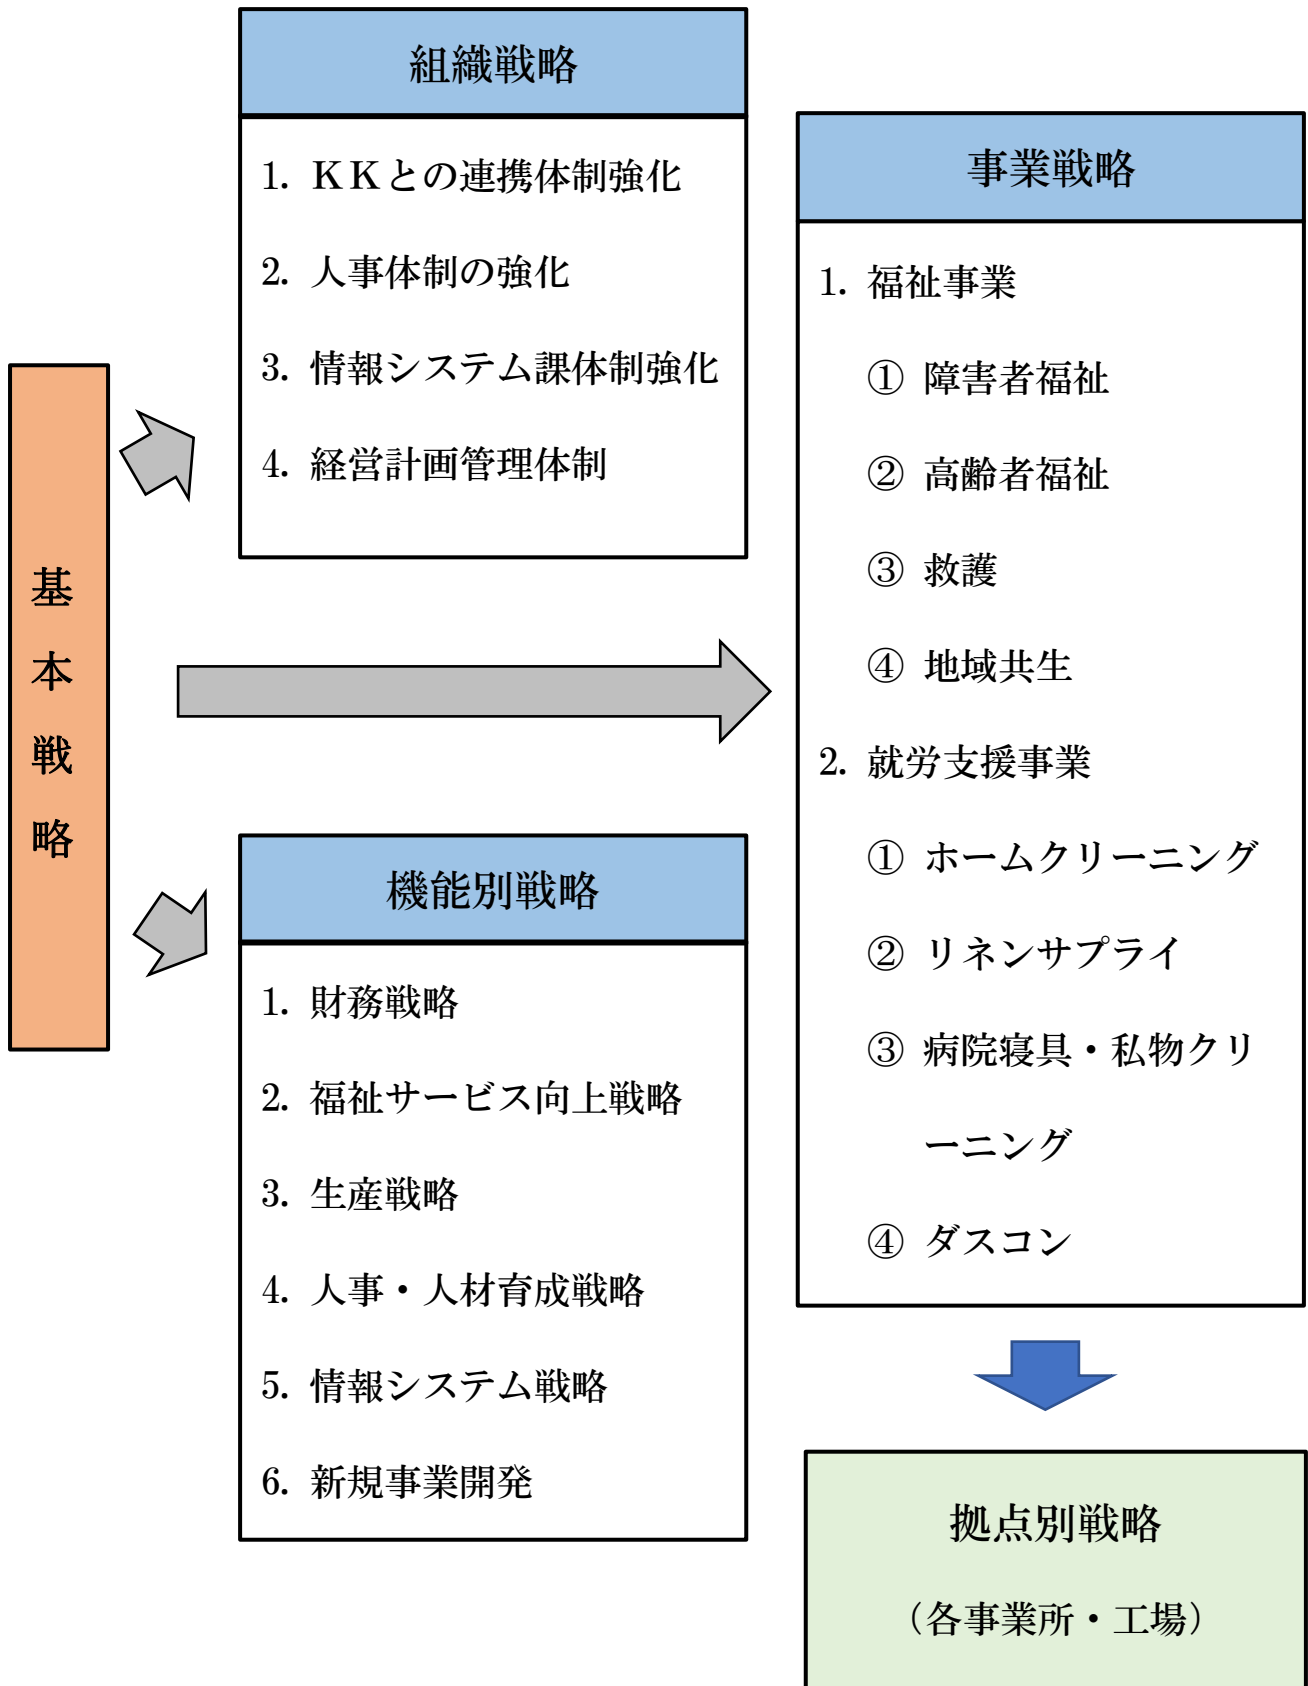 基本戦略
組織戦略
1. ＫＫとの連携体制強化
2. 人事体制の強化
3. 情報システム課体制強化
4. 経営計画管理体制
機能別戦略
1. 財務戦略
2. 福祉サービス向上戦略
3. 生産戦略
4. 人事・人材育成戦略
5. 情報システム戦略
6. 新規事業開発
事業戦略
1. 福祉事業
① 障害者福祉
② 高齢者福祉
③ 救護
④ 地域共生
2. 就労支援事業
① ホームクリーニング
② リネンサプライ
③ 病院寝具・私物クリ
ーニング
④ ダスコン
拠点別戦略
（各事業所・工場）